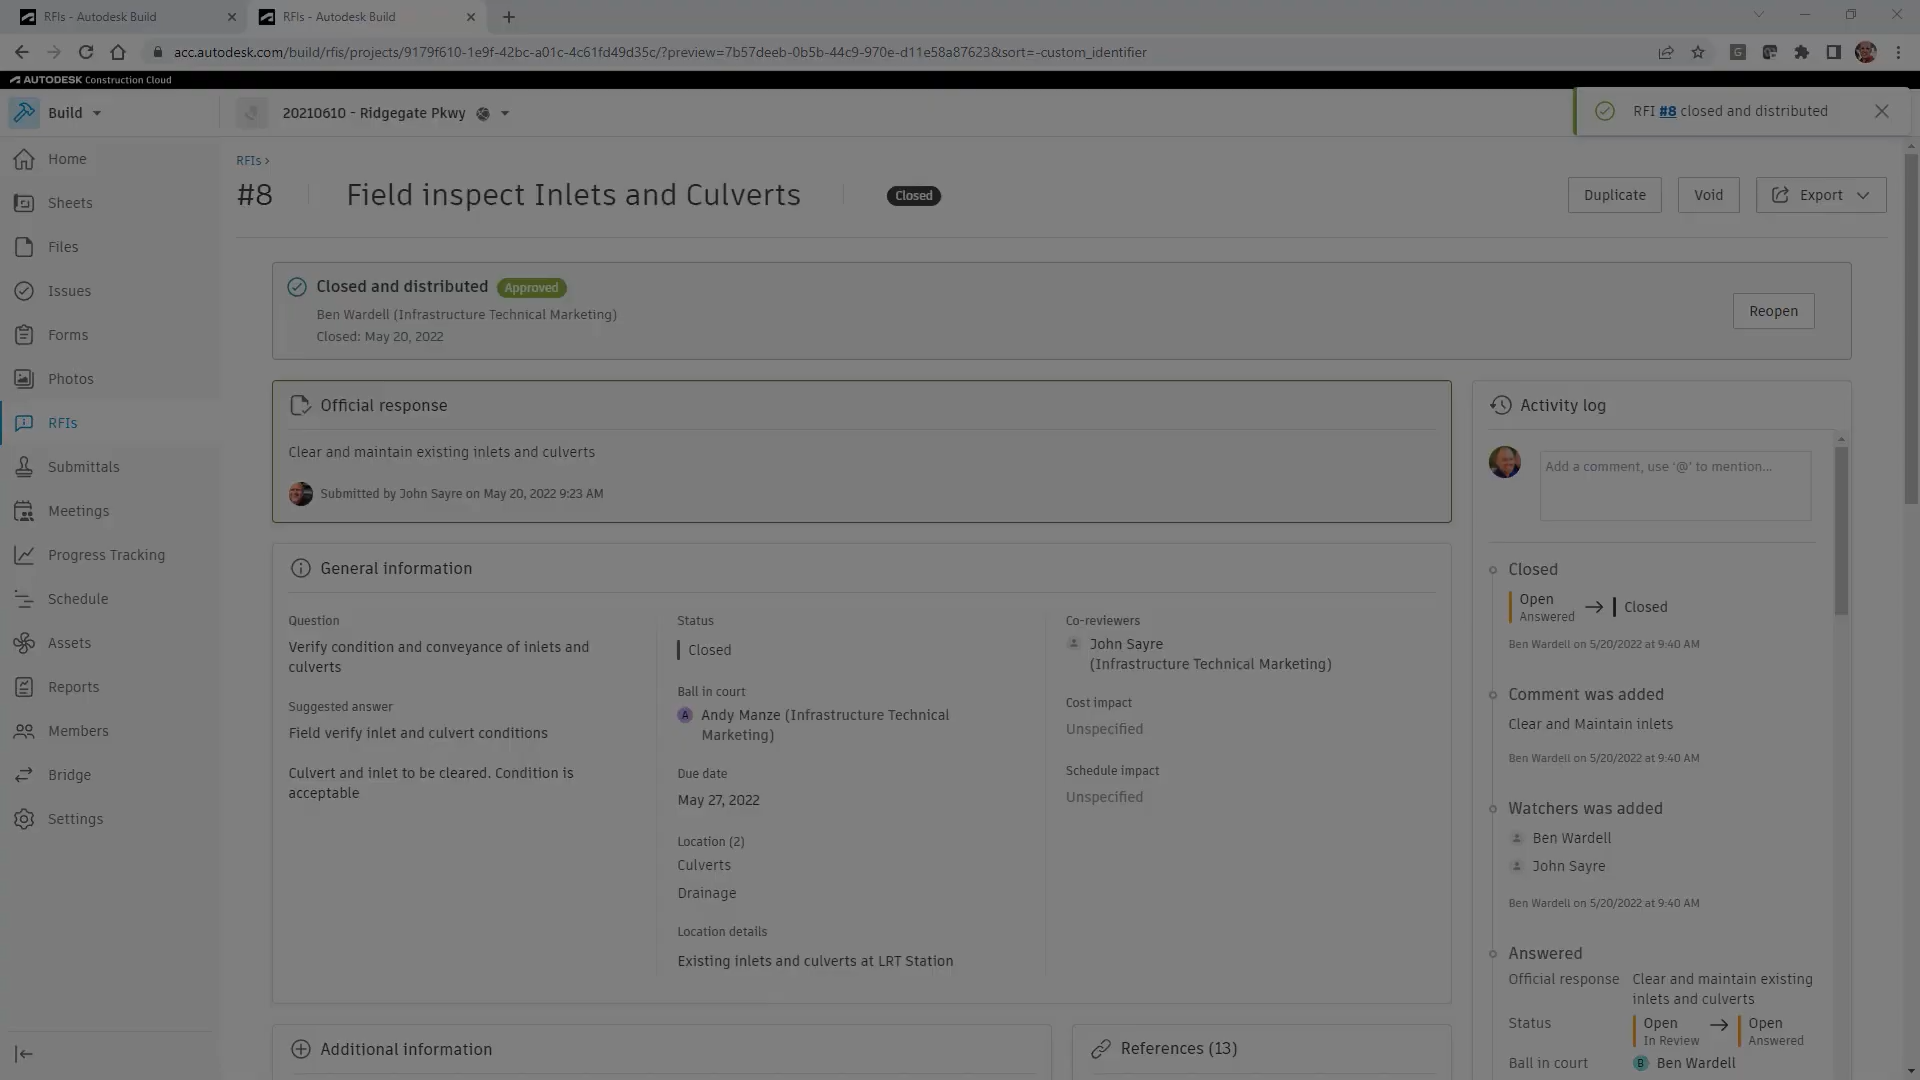 RFIs - Autodesk Build
RFIs - Autodesk Build
acc.autodesk.com/build/rfis/projects/9179f610-1e9f-42bc-a01c-4c61fd49d35c/?preview=7b57deeb-0b5b-44c9-970e-d11e58a87623&sort=-custom_identifier
AUTODESK Construction Cloud
Build
20210610 - Ridgegate Pkwy
RFI #8 closed and distributed
Home
Sheets
Files
Issues
Forms
Photos
RFIs
Submittals
Meetings
Progress Tracking
Schedule
Assets
Reports
Members
Bridge
Settings
RFIs >
#8
Field inspect Inlets and Culverts
Closed
Duplicate
Void
Export
Closed and distributed
Approved
Ben Wardell (Infrastructure Technical Marketing)
Closed: May 20, 2022
Reopen
Official response
Clear and maintain existing inlets and culverts
Submitted by John Sayre on May 20, 2022 9:23 AM
General information
Question
Verify condition and conveyance of inlets and
culverts
Suggested answer
Field verify inlet and culvert conditions
Culvert and inlet to be cleared. Condition is
acceptable
Status
Closed
Ball in court
A
Andy Manze (Infrastructure Technical
Marketing)
Due date
May 27, 2022
Location (2)
Culverts
Drainage
Location details
Existing inlets and culverts at LRT Station
Co-reviewers
John Sayre
(Infrastructure Technical Marketing)
Cost impact
Unspecified
Schedule impact
Unspecified
Additional information
References (13)
Activity log
Add a comment, use '@' to mention...
Closed
Open
Answered
Closed
Ben Wardell on 5/20/2022 at 9:40 AM
Comment was added
Clear and Maintain inlets
Ben Wardell on 5/20/2022 at 9:40 AM
Watchers was added
Ben Wardell
John Sayre
Ben Wardell on 5/20/2022 at 9:40 AM
Answered
Official response
Clear and maintain existing
inlets and culverts
Status
Open
In Review
Open
Answered
Ball in court
B
Ben Wardell